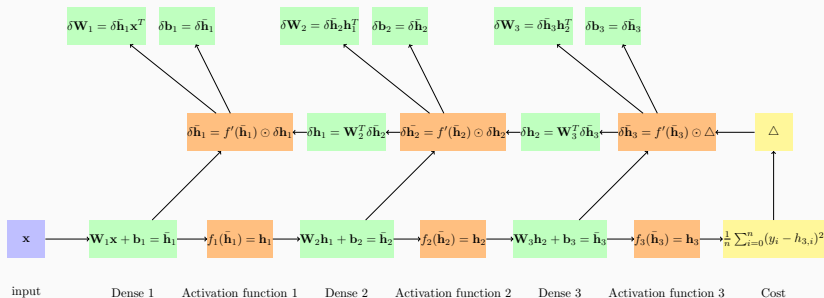 δW₁ = δh̄₁xᵀ δb₁ = δh̄₁ δW₂ = δh̄₂h₁ᵀ δb₂ = δh̄₂ δW₃ = δh̄₃h₂ᵀ δb₃ = δh̄₃
δh̄₁ = f′(h̄₁) ⊙ δh₁ δh₁ = W₂ᵀδh̄₂ δh̄₂ = f′(h̄₂) ⊙ δh₂ δh₂ = W₃ᵀδh̄₃ δh̄₃ = f′(h̄₃) ⊙ △ △
x W₁x + b₁ = h̄₁ f₁(h̄₁) = h₁ W₂h₁ + b₂ = h̄₂ f₂(h̄₂) = h₂ W₃h₂ + b₃ = h̄₃ f₃(h̄₃) = h₃ 1/n ∑ⁿᵢ₌₀(yᵢ − h₃,ᵢ)²
input Dense 1 Activation function 1 Dense 2 Activation function 2 Dense 3 Activation function 3 Cost